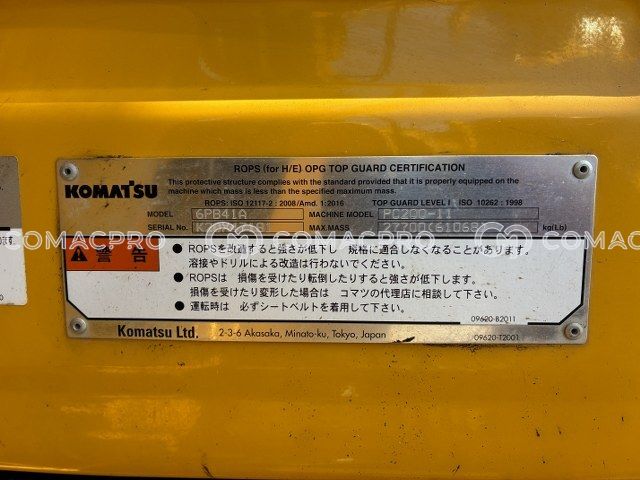 ROPS (for H/E) OPG TOP GUARD CERTIFICATION
KOMATSU
This protective structure complies with the standard provided that it is properly equipped on the
machine which mass is less than the specified maximum mass.
ROPS: ISO 12117-2 : 2008/Amd. 1:2016 TOP GUARD LEVEL I ISO 10262 : 1998
MODEL 6PB41A MACHINE MODEL PC200-11
SERIAL No. MAX.MASS kg(Lb)
COMACPRO COMACPRO COMACPRO
警告
●ROPSを改造すると強さが低下し 規格に適合しなくなることがあります。
溶接やドリルによる改造は行わないでください。
●ROPSは 損傷を受けたり転倒したりすると強さが低下します。
損傷を受けたり変形した場合は コマツの代理店に相談して下さい。
●運転時は 必ずシートベルトを着用して下さい。
09620-B2011
Komatsu Ltd. 2-3-6 Akasaka, Minato-ku, Tokyo, Japan
09620-T2001
COMACPRO COMACPRO COMACPRO
COMACPRO COMACPRO COMACPRO